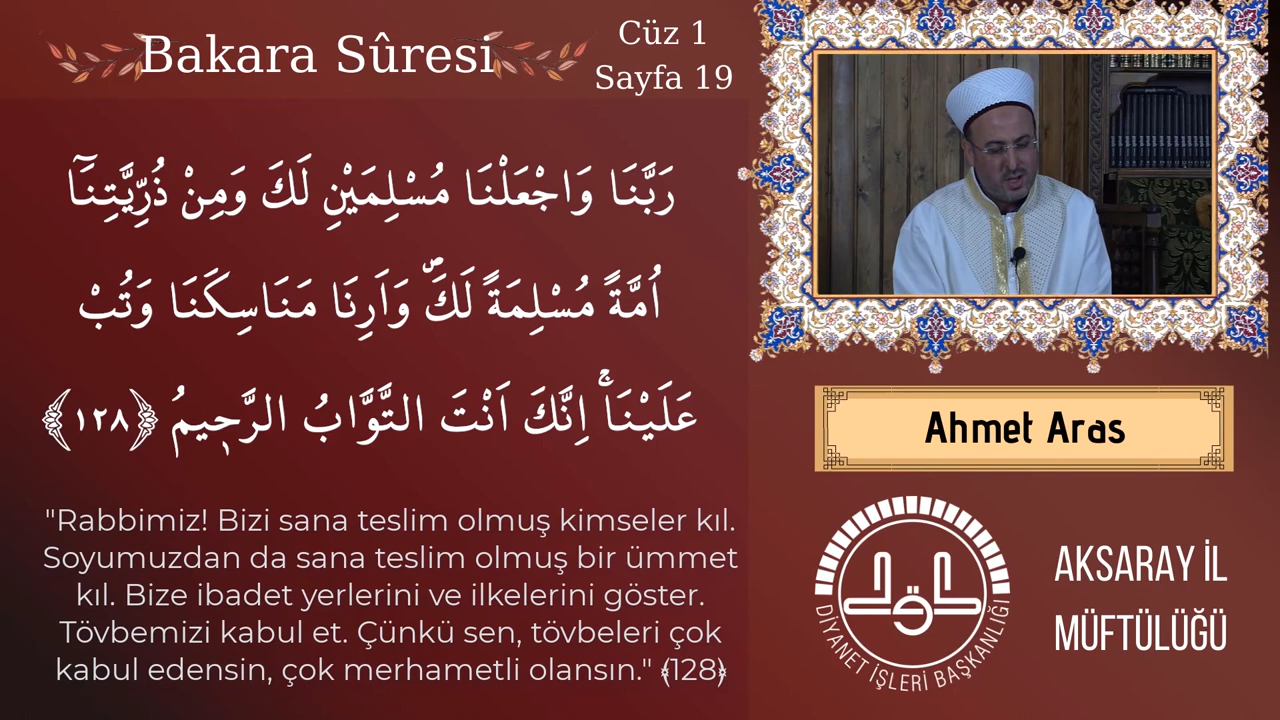 Bakara Sûresi
Cüz 1
Sayfa 19
رَبَّنَا وَاجْعَلْنَا مُسْلِمَيْنِ لَكَ وَمِنْ ذُرِّيَّتِنَٓا
اُمَّةً مُسْلِمَةً لَكَۖ وَاَرِنَا مَنَاسِكَنَا وَتُبْ
عَلَيْنَاۚ اِنَّكَ اَنْتَ التَّوَّابُ الرَّح۪يمُ ﴿١٢٨﴾
"Rabbimiz! Bizi sana teslim olmuş kimseler kıl.
Soyumuzdan da sana teslim olmuş bir ümmet
kıl. Bize ibadet yerlerini ve ilkelerini göster.
Tövbemizi kabul et. Çünkü sen, tövbeleri çok
kabul edensin, çok merhametli olansın." ﴾128﴿
Ahmet Aras
DİYANET İŞLERİ BAŞKANLIĞI
AKSARAY İL
MÜFTÜLÜĞÜ